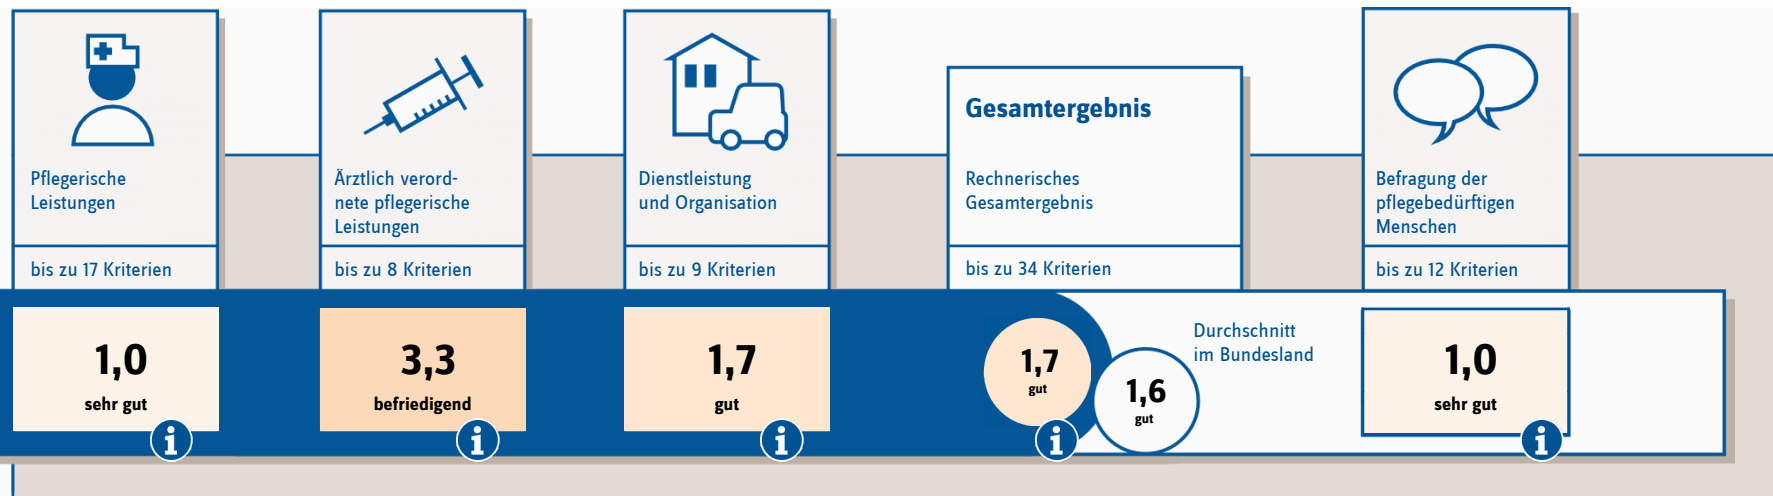 Pflegerische
Leistungen
bis zu 17 Kriterien
1,0
sehr gut
i
Ärztlich verord-
nete pflegerische
Leistungen
bis zu 8 Kriterien
3,3
befriedigend
i
Dienstleistung
und Organisation
bis zu 9 Kriterien
1,7
gut
i
Gesamtergebnis
Rechnerisches
Gesamtergebnis
bis zu 34 Kriterien
1,7
gut
i
1,6
gut
Durchschnitt
im Bundesland
Befragung der
pflegebedürftigen
Menschen
bis zu 12 Kriterien
1,0
sehr gut
i